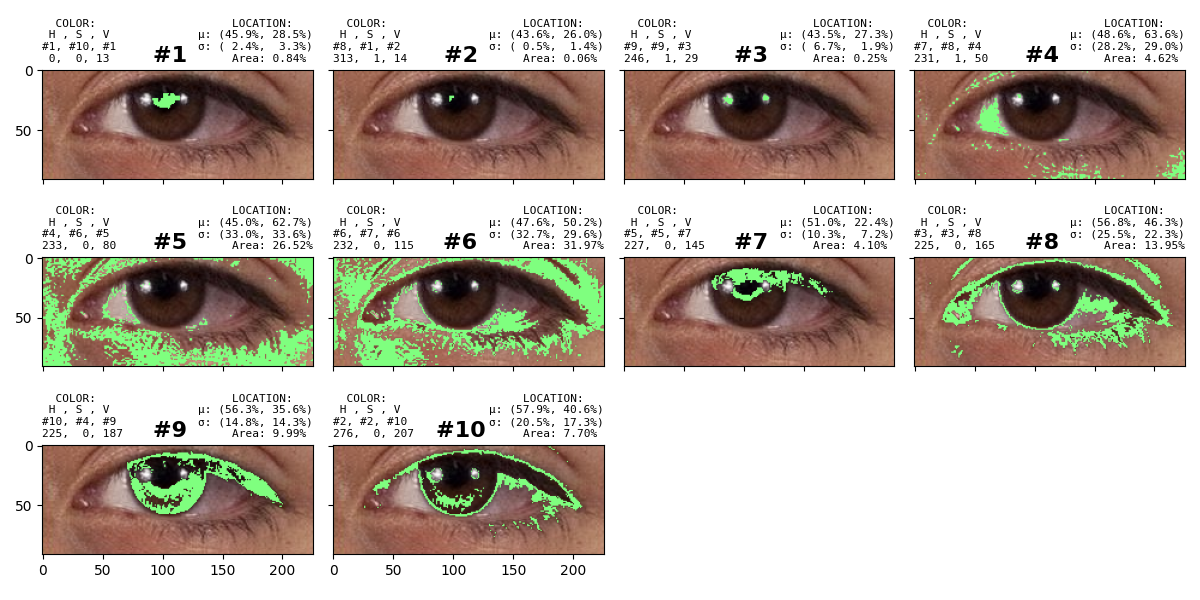 COLOR: LOCATION:
H , S , V μ: (45.9%, 28.5%)
#1, #10, #1 σ: ( 2.4%, 3.3%)
0, 0, 13 #1 Area: 0.84%
COLOR: LOCATION:
H , S , V μ: (43.6%, 26.0%)
#8, #1, #2 σ: ( 0.5%, 1.4%)
313, 1, 14 #2 Area: 0.06%
COLOR: LOCATION:
H , S , V μ: (43.5%, 27.3%)
#9, #9, #3 σ: ( 6.7%, 1.9%)
246, 1, 29 #3 Area: 0.25%
COLOR: LOCATION:
H , S , V μ: (48.6%, 63.6%)
#7, #8, #4 σ: (28.2%, 29.0%)
231, 1, 50 #4 Area: 4.62%
0
50
COLOR: LOCATION:
H , S , V μ: (45.0%, 62.7%)
#4, #6, #5 σ: (33.0%, 33.6%)
233, 0, 80 #5 Area: 26.52%
COLOR: LOCATION:
H , S , V μ: (47.6%, 50.2%)
#6, #7, #6 σ: (32.7%, 29.6%)
232, 0, 115 #6 Area: 31.97%
COLOR: LOCATION:
H , S , V μ: (51.0%, 22.4%)
#5, #5, #7 σ: (10.3%, 7.2%)
227, 0, 145 #7 Area: 4.10%
COLOR: LOCATION:
H , S , V μ: (56.8%, 46.3%)
#3, #3, #8 σ: (25.5%, 22.3%)
225, 0, 165 #8 Area: 13.95%
0
50
COLOR: LOCATION:
H , S , V μ: (56.3%, 35.6%)
#10, #4, #9 σ: (14.8%, 14.3%)
225, 0, 187 #9 Area: 9.99%
COLOR: LOCATION:
H , S , V μ: (57.9%, 40.6%)
#2, #2, #10 σ: (20.5%, 17.3%)
276, 0, 207 #10 Area: 7.70%
0
50
0 50 100 150 200
0 50 100 150 200